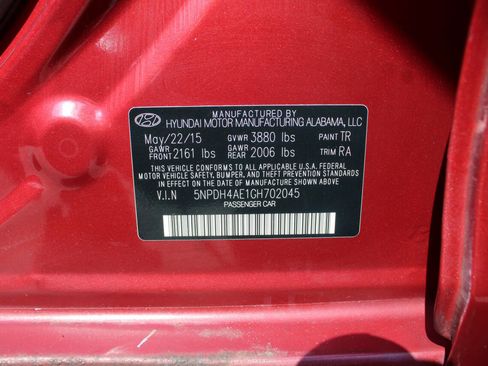 MANUFACTURED BY
HYUNDAI MOTOR MANUFACTURING ALABAMA, LLC
May/22/15 GVWR 3880 lbs PAINT TR
GAWR FRONT 2161 lbs GAWR REAR 2006 lbs TRIM RA
THIS VEHICLE CONFORMS TO ALL APPLICABLE U.S.A. FEDERAL
MOTOR VEHICLE SAFETY, BUMPER, AND THEFT PREVENTION STANDARDS
IN EFFECT ON THE DATE OF MANUFACTURE SHOWN ABOVE.
V.I.N 5NPDH4AE1GH702045
PASSENGER CAR